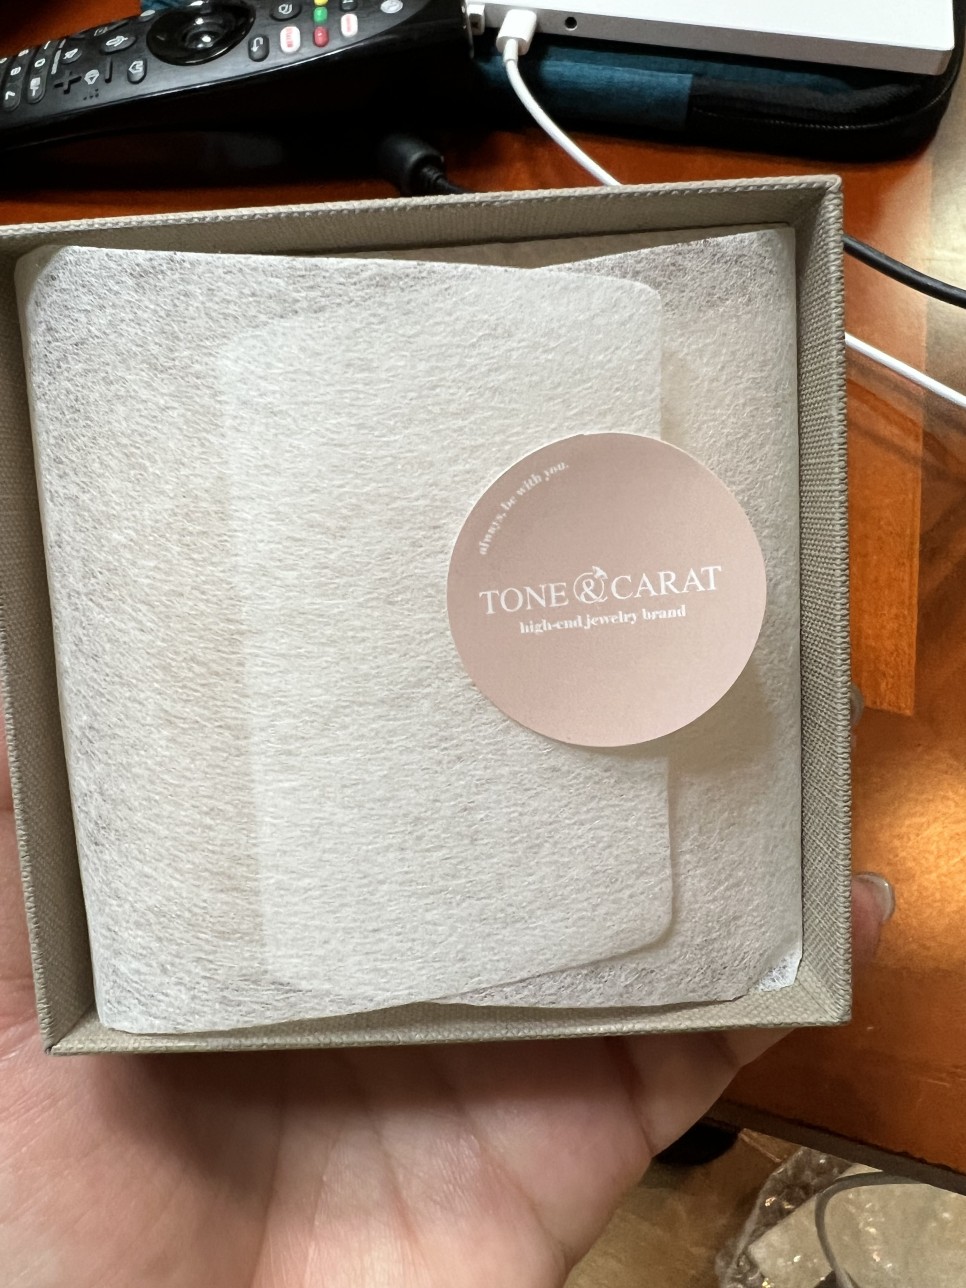 always, be with you.
TONE & CARAT
high-end jewelry brand